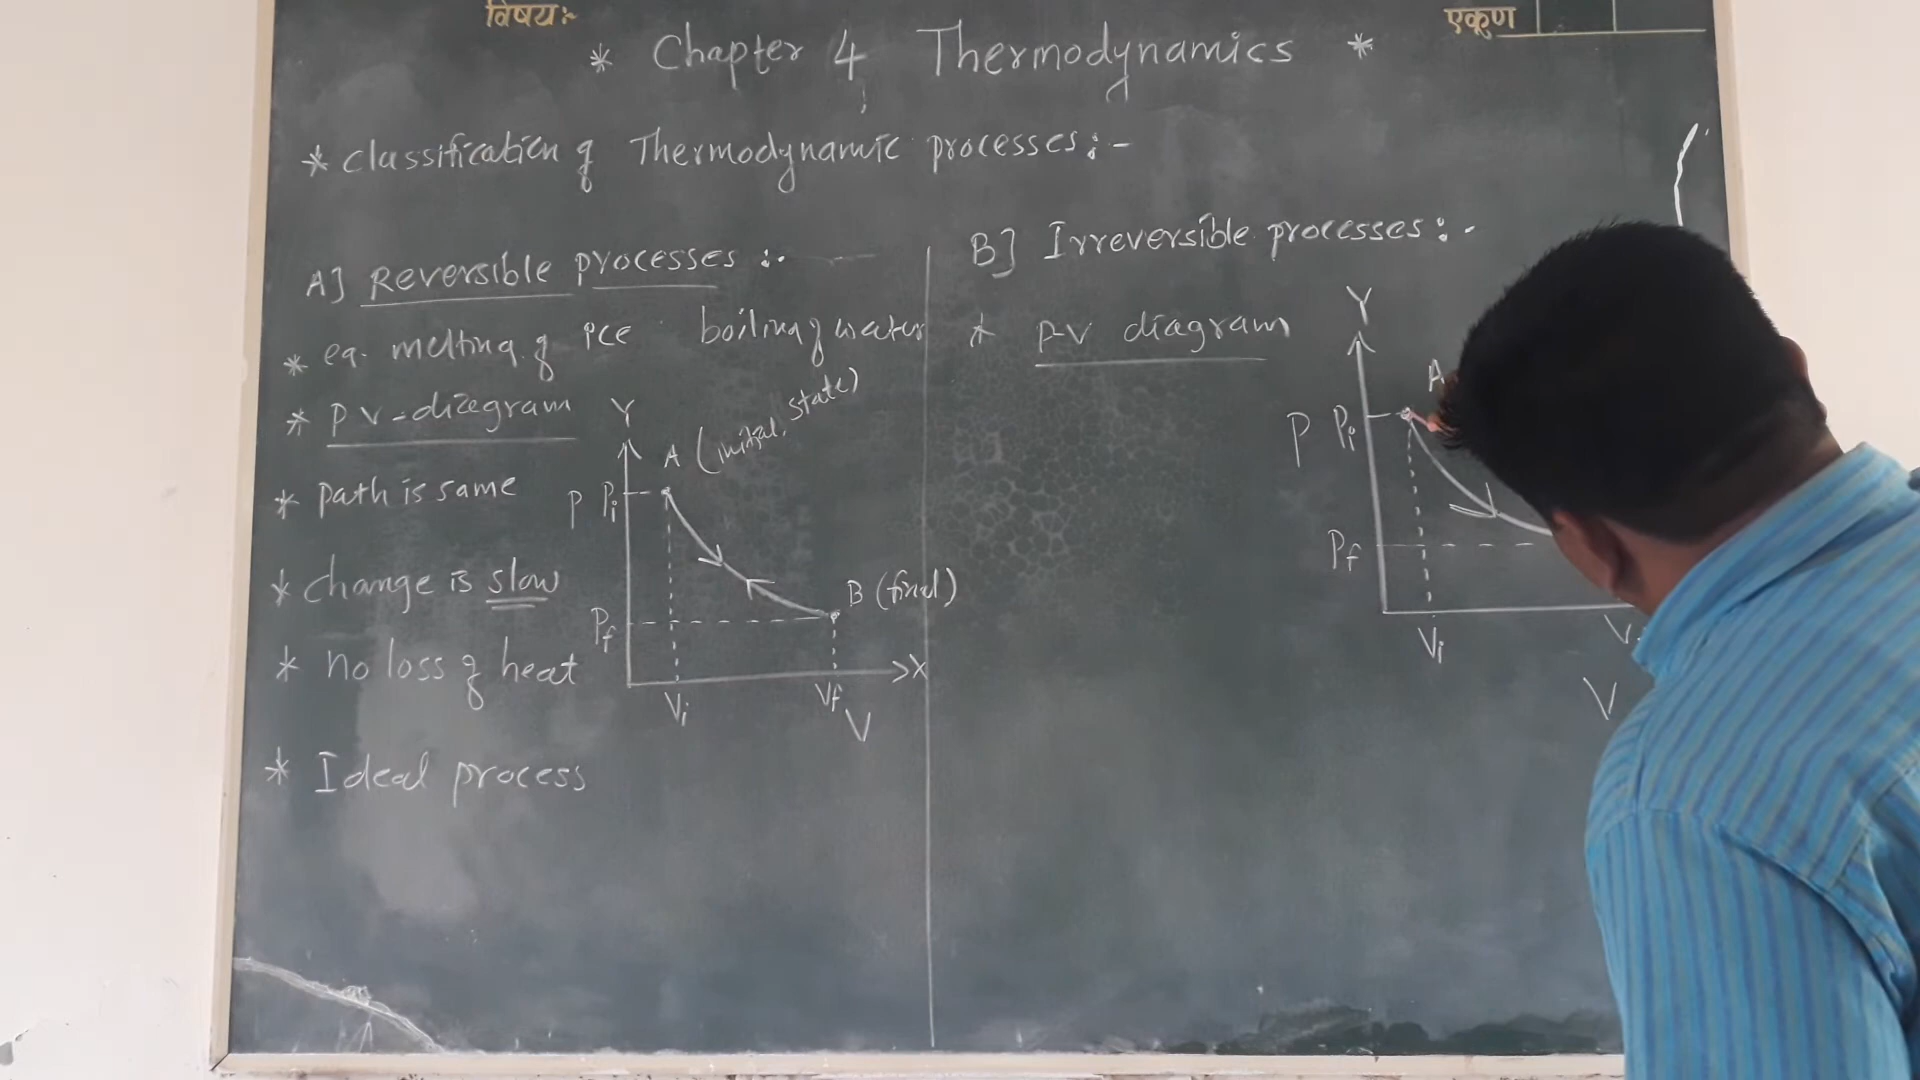 विषय:-
एकूण
* Chapter 4 Thermodynamics *
* Classification of Thermodynamic processes :-
A] Reversible processes :-
* eg. melting of ice boiling of water
* PV-diagram
* path is same
* change is slow
* no loss of heat
* Ideal process
Y
A (initial state)
P Pi
B (final)
Pf
X
Vi Vf
V
B] Irreversible processes :-
* P-V diagram
Y
A
P Pi
Pf
Vi V
V